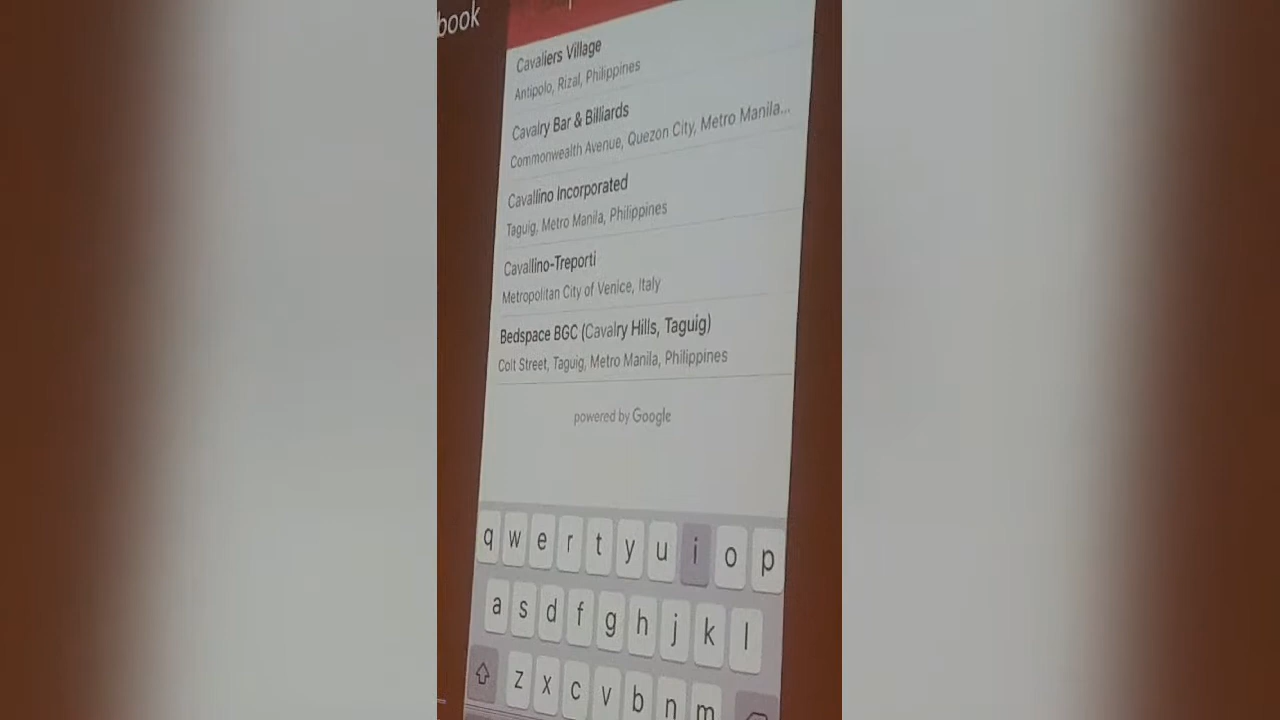 book
Cavaliers Village
Antipolo, Rizal, Philippines
Cavalry Bar & Billiards
Commonwealth Avenue, Quezon City, Metro Manila...
Cavallino Incorporated
Taguig, Metro Manila, Philippines
Cavallino-Treporti
Metropolitan City of Venice, Italy
Bedspace BGC (Cavalry Hills, Taguig)
Colt Street, Taguig, Metro Manila, Philippines
powered by Google
q w e r t y u i o p
a s d f g h j k l
z x c v b n m